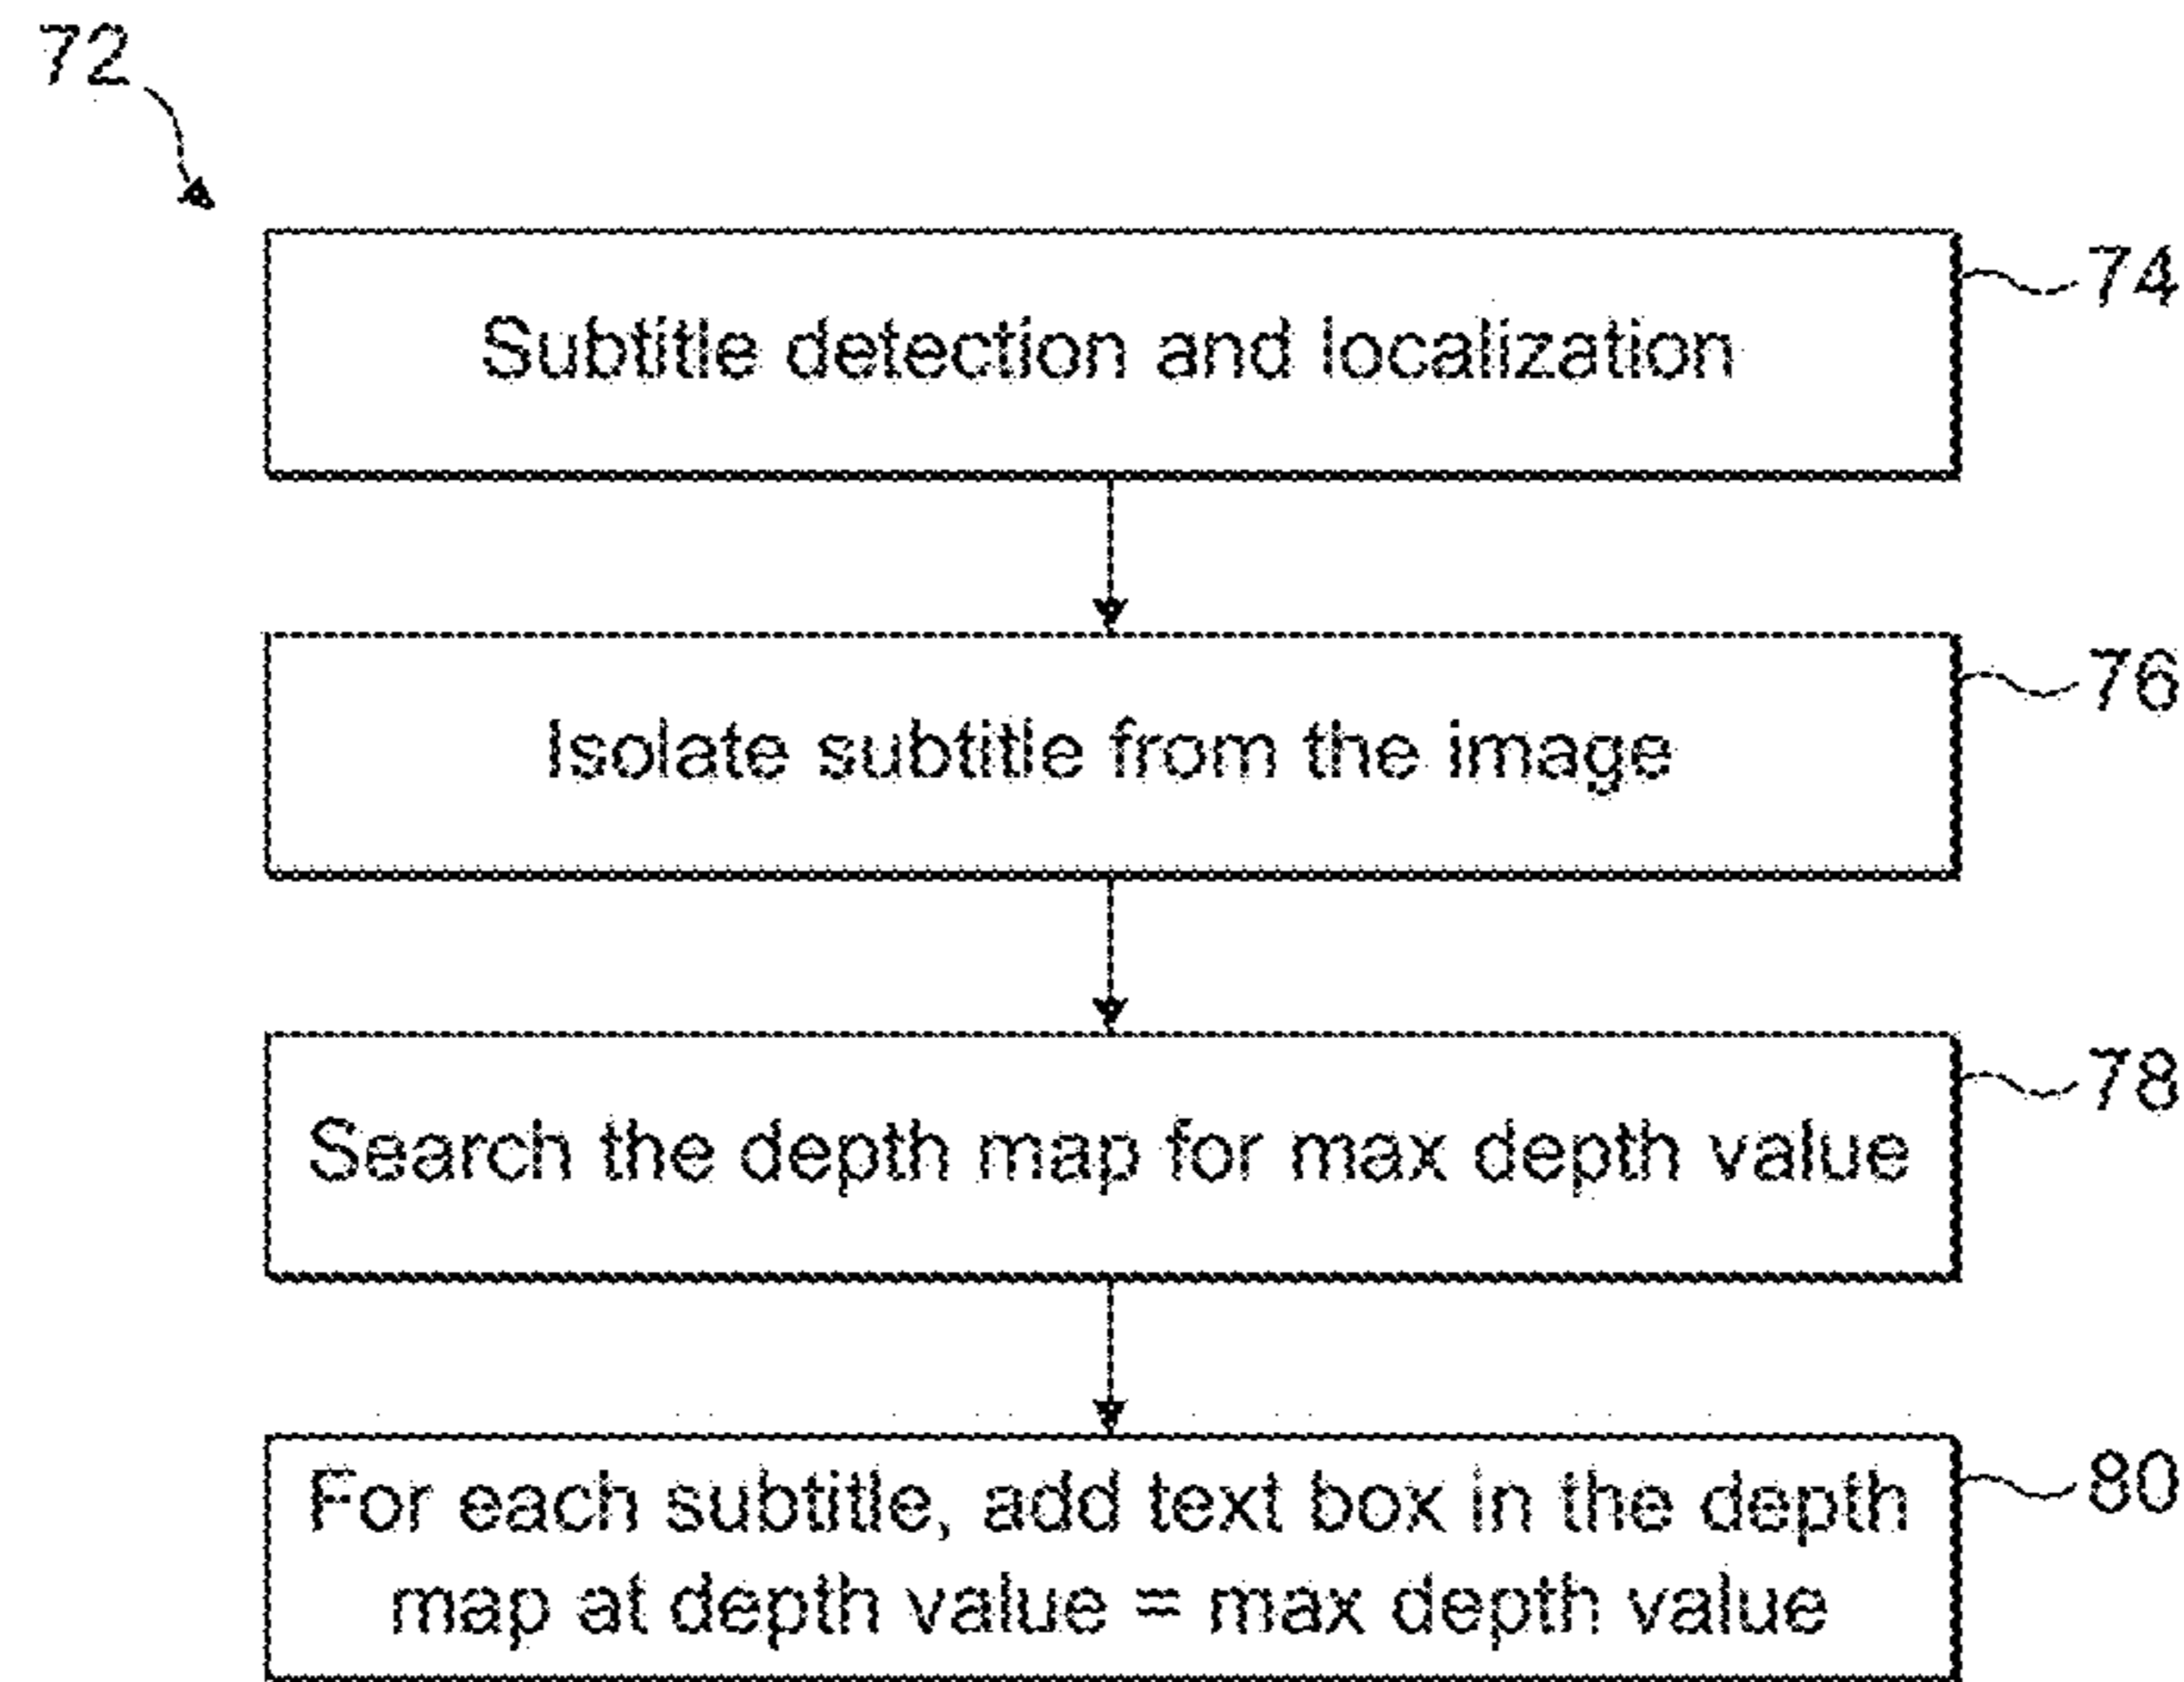 72
Subtitle detection and localization
74
Isolate subtitle from the image
76
Search the depth map for max depth value
78
For each subtitle, add text box in the depth
map at depth value = max depth value
80